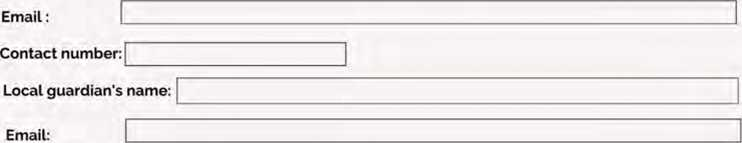 Email :
Contact number:
Local guardian's name:
Email: